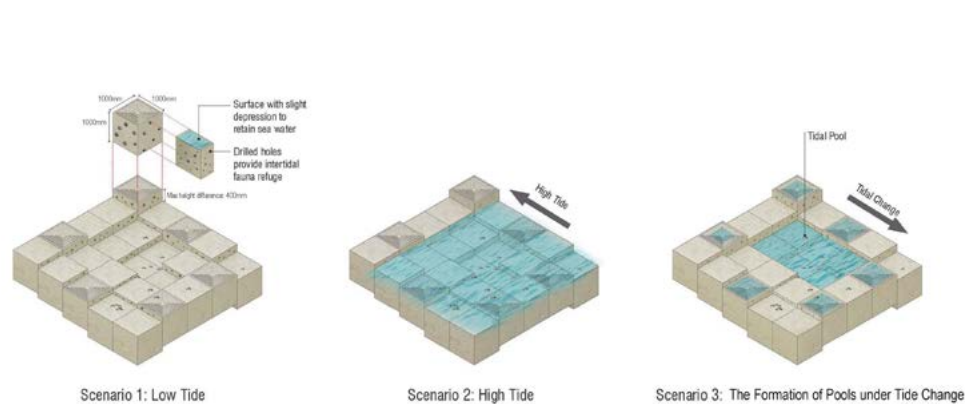 1000mm
1000mm
1000mm
Surface with slight
depression to
retain sea water
Drilled holes
provide intertidal
fauna refuge
Max height difference: 400mm
High Tide
Tidal Pool
Tidal Change
Scenario 1: Low Tide
Scenario 2: High Tide
Scenario 3: The Formation of Pools under Tide Change